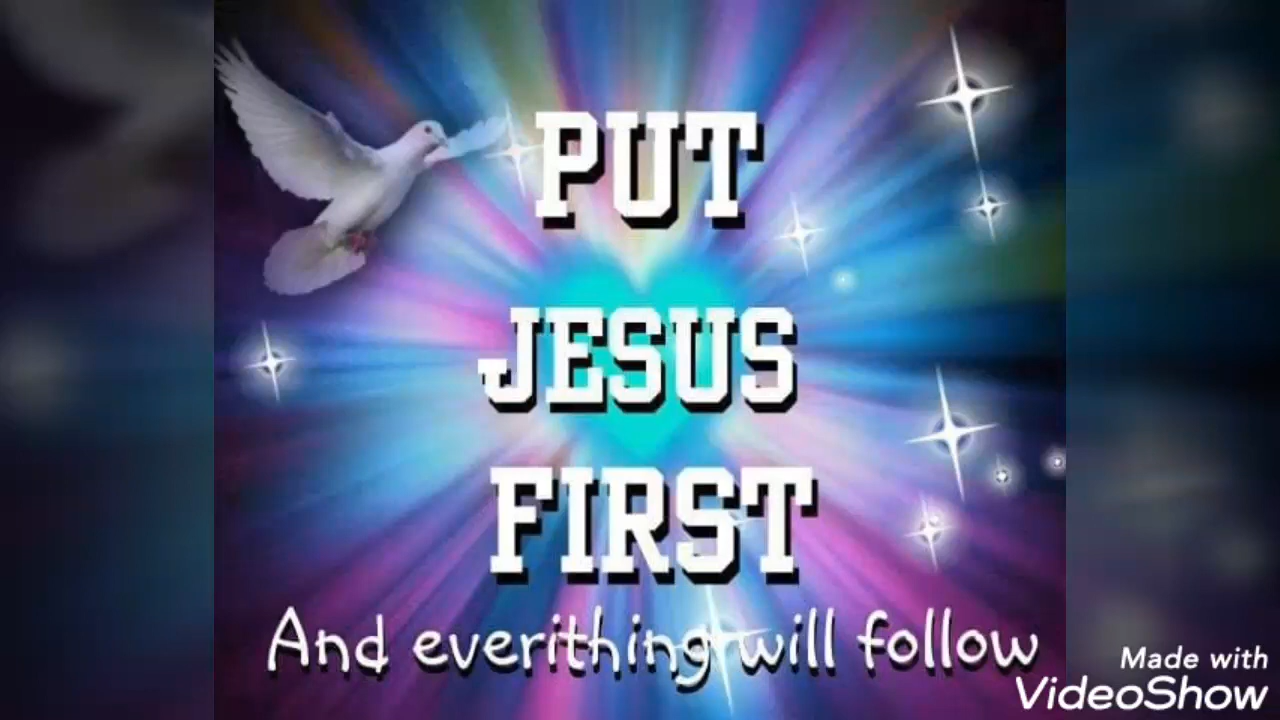 PUT
JESUS
FIRST
And everithing will follow
Made with
VideoShow